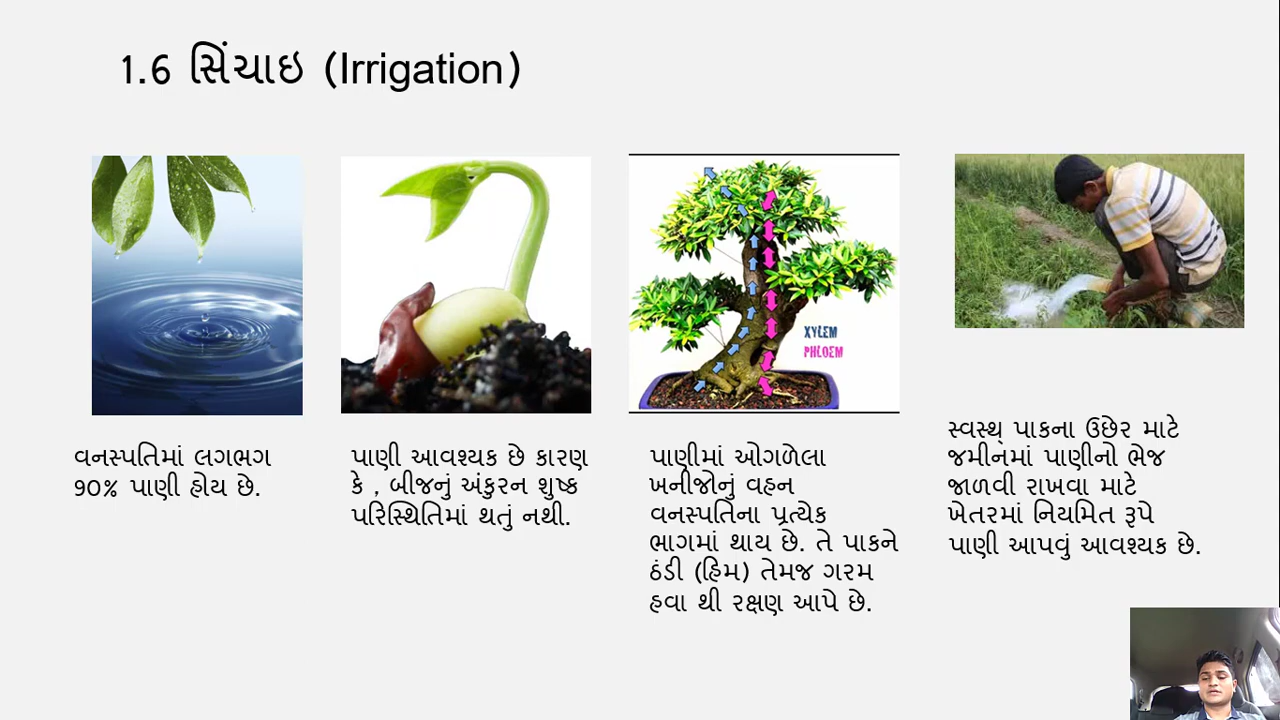 1.6 સિંચાઇ (Irrigation)
વનસ્પતિમાં લગભગ
90% પાણી હોય છે.
પાણી આવશ્યક છે કારણ
કે , બીજનું અંકુરન શુષ્ક
પરિસ્થિતિમાં થતું નથી.
XYLEM
PHLOEM
પાણીમાં ઓગળેલા
ખનીજોનું વહન
વનસ્પતિના પ્રત્યેક
ભાગમાં થાય છે. તે પાકને
ઠંડી (હિમ) તેમજ ગરમ
હવા થી રક્ષણ આપે છે.
સ્વસ્થ્ પાકના ઉછેર માટે
જમીનમાં પાણીનો ભેજ
જાળવી રાખવા માટે
ખેતરમાં નિયમિત રૂપે
પાણી આપવું આવશ્યક છે.